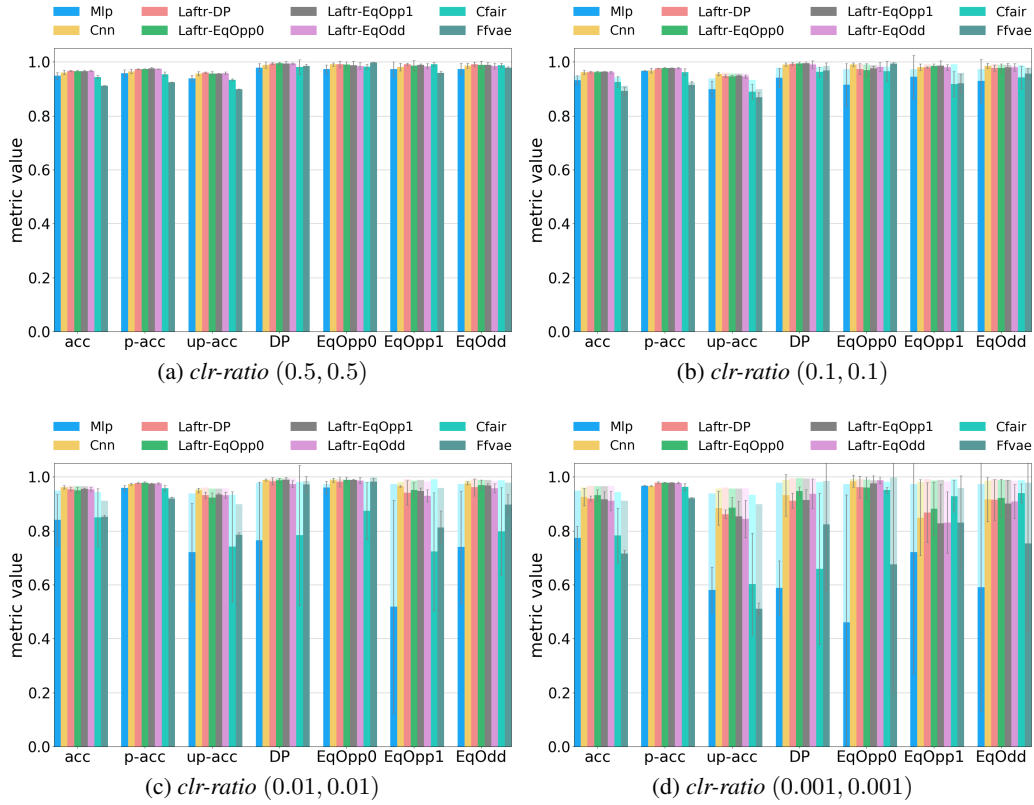 Mlp Laftr-DP Laftr-EqOpp1 Cfair
Cnn Laftr-EqOpp0 Laftr-EqOdd Ffvae
metric value
1.0
0.8
0.6
0.4
0.2
0.0
acc p-acc up-acc DP EqOpp0 EqOpp1 EqOdd
(a) clr-ratio (0.5, 0.5)
Mlp Laftr-DP Laftr-EqOpp1 Cfair
Cnn Laftr-EqOpp0 Laftr-EqOdd Ffvae
metric value
1.0
0.8
0.6
0.4
0.2
0.0
acc p-acc up-acc DP EqOpp0 EqOpp1 EqOdd
(b) clr-ratio (0.1, 0.1)
Mlp Laftr-DP Laftr-EqOpp1 Cfair
Cnn Laftr-EqOpp0 Laftr-EqOdd Ffvae
metric value
1.0
0.8
0.6
0.4
0.2
0.0
acc p-acc up-acc DP EqOpp0 EqOpp1 EqOdd
(c) clr-ratio (0.01, 0.01)
Mlp Laftr-DP Laftr-EqOpp1 Cfair
Cnn Laftr-EqOpp0 Laftr-EqOdd Ffvae
metric value
1.0
0.8
0.6
0.4
0.2
0.0
acc p-acc up-acc DP EqOpp0 EqOpp1 EqOdd
(d) clr-ratio (0.001, 0.001)